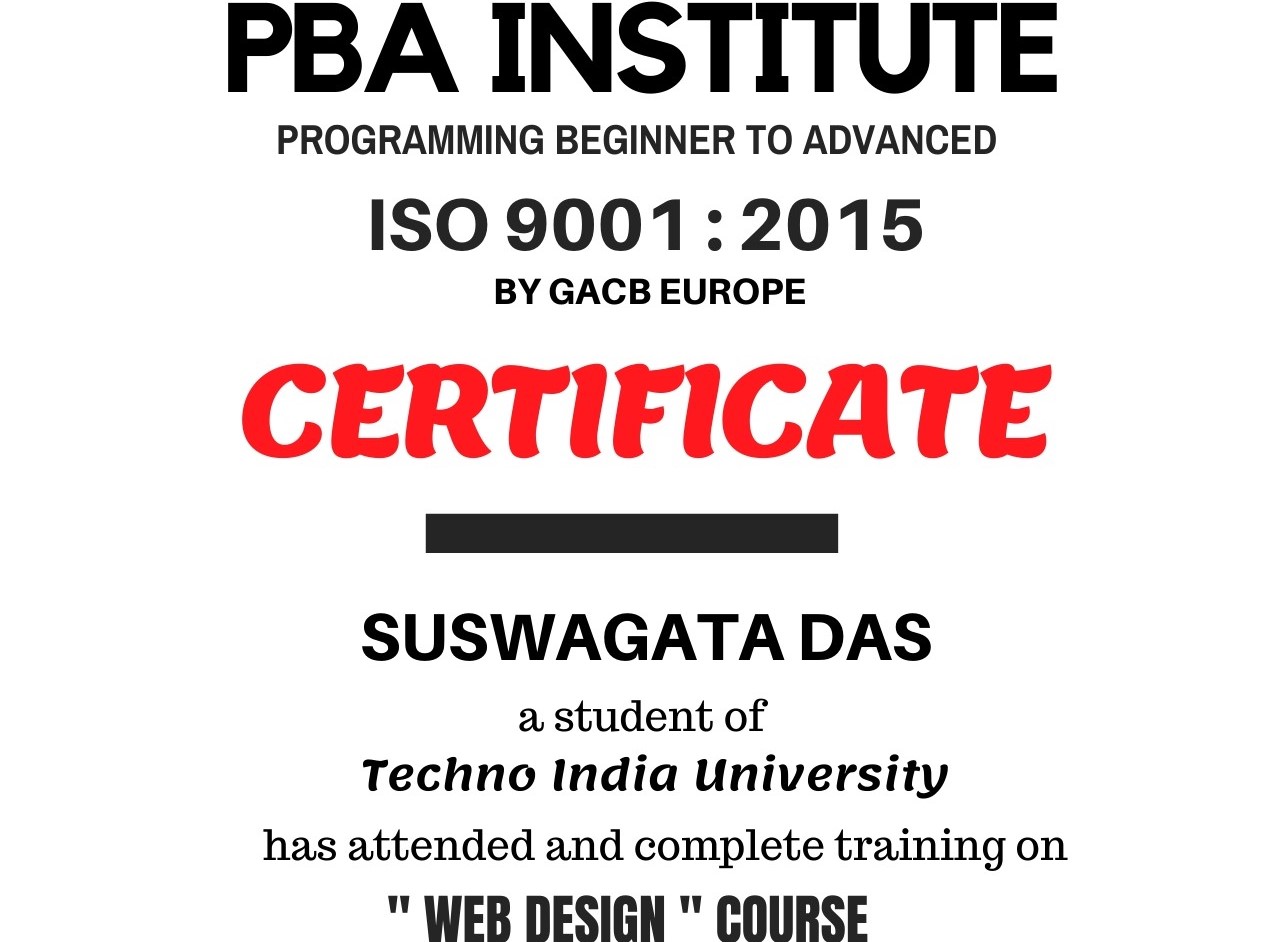 PBA INSTITUTE
PROGRAMMING BEGINNER TO ADVANCED
ISO 9001 : 2015
BY GACB EUROPE
CERTIFICATE
SUSWAGATA DAS
a student of
Techno India University
has attended and complete training on
" WEB DESIGN " COURSE